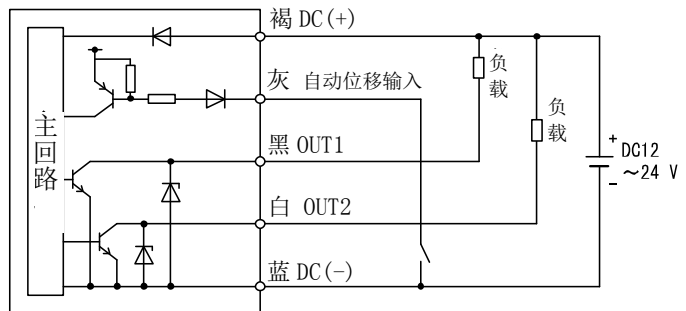 褐 DC(+)
灰 自动位移输入
负载
负载
主回路
黑 OUT1
+
DC12
～24 V
-
白 OUT2
蓝 DC(-)